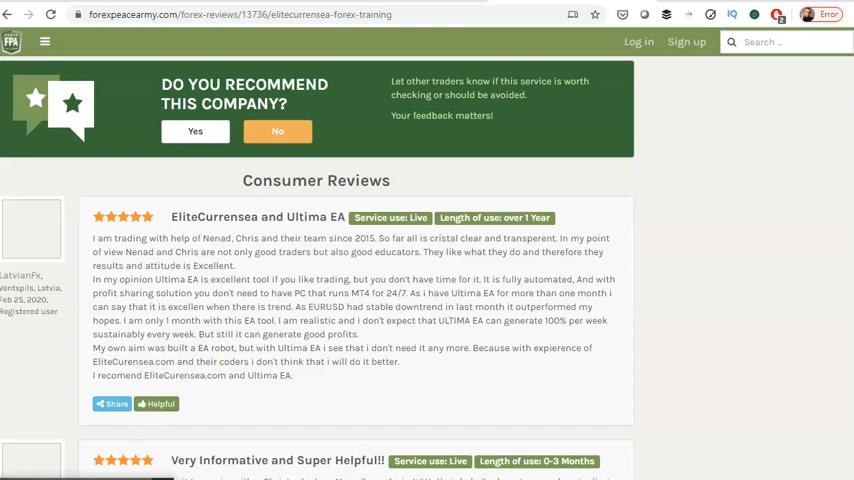 forexpeacearmy.com/forex-reviews/13736/elitecurrensea-forex-training
IQ
2
Error
FPA
Log in
Sign up
Search ...
DO YOU RECOMMEND
THIS COMPANY?
Yes
No
Let other traders know if this service is worth
checking or should be avoided.
Your feedback matters!
Consumer Reviews
EliteCurrensea and Ultima EA Service use: Live Length of use: over 1 Year
I am trading with help of Nenad, Chris and their team since 2015. So far all is cristal clear and transperent. In my point
of view Nenad and Chris are not only good traders but also good educators. They like what they do and therefore they
results and attitude is Excellent.
In my opinion Ultima EA is excellent tool if you like trading, but you don't have time for it. It is fully automated, And with
profit sharing solution you don't need to have PC that runs MT4 for 24/7. As i have Ultima EA for more than one month i
can say that it is excellen when there is trend. As EURUSD had stable downtrend in last month it outperformed my
hopes. I am only 1 month with this EA tool. I am realistic and i don't expect that ULTIMA EA can generate 100% per week
sustainably every week. But still it can generate good profits.
My own aim was built a EA robot, but with Ultima EA i see that i don't need it any more. Because with expierence of
EliteCurensea.com and their coders i don't think that i will do it better.
I recomend EliteCurensea.com and Ultima EA.
LatvianFx,
Ventspils, Latvia,
Feb 25, 2020,
Registered user
Share
Helpful
Very Informative and Super Helpful!! Service use: Live Length of use: 0-3 Months